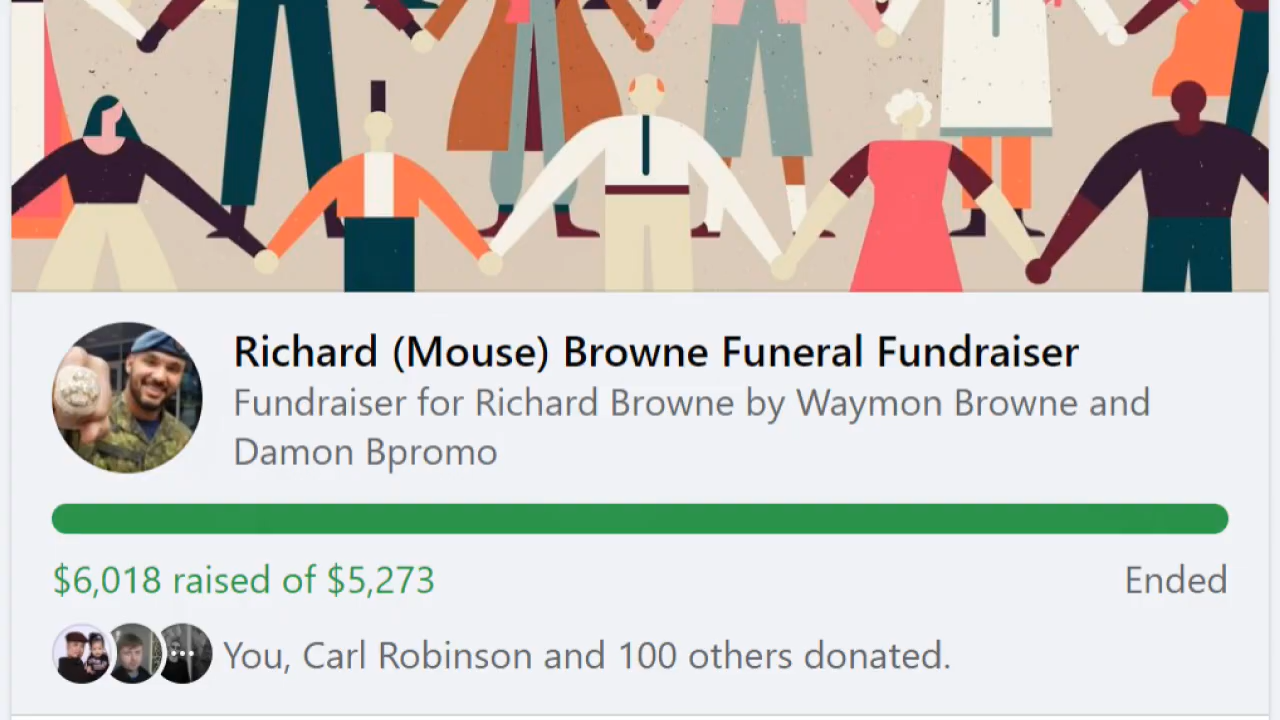 Richard (Mouse) Browne Funeral Fundraiser
Fundraiser for Richard Browne by Waymon Browne and
Damon Bpromo
$6,018 raised of $5,273
Ended
You, Carl Robinson and 100 others donated.